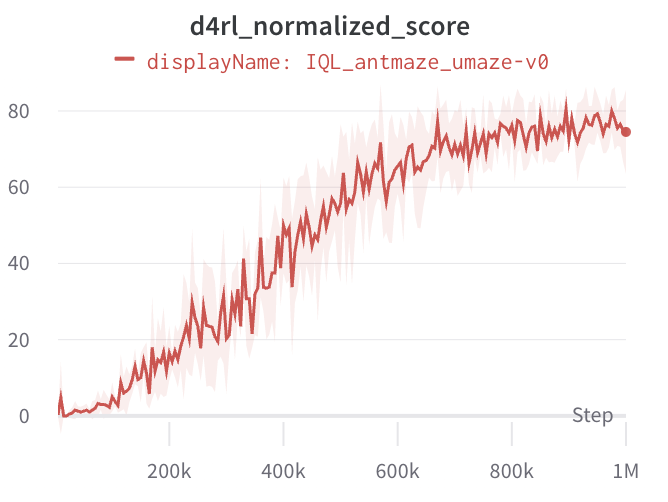 d4rl_normalized_score
displayName: IQL_antmaze_umaze-v0
80
60
40
20
0
Step
200k 400k 600k 800k 1M